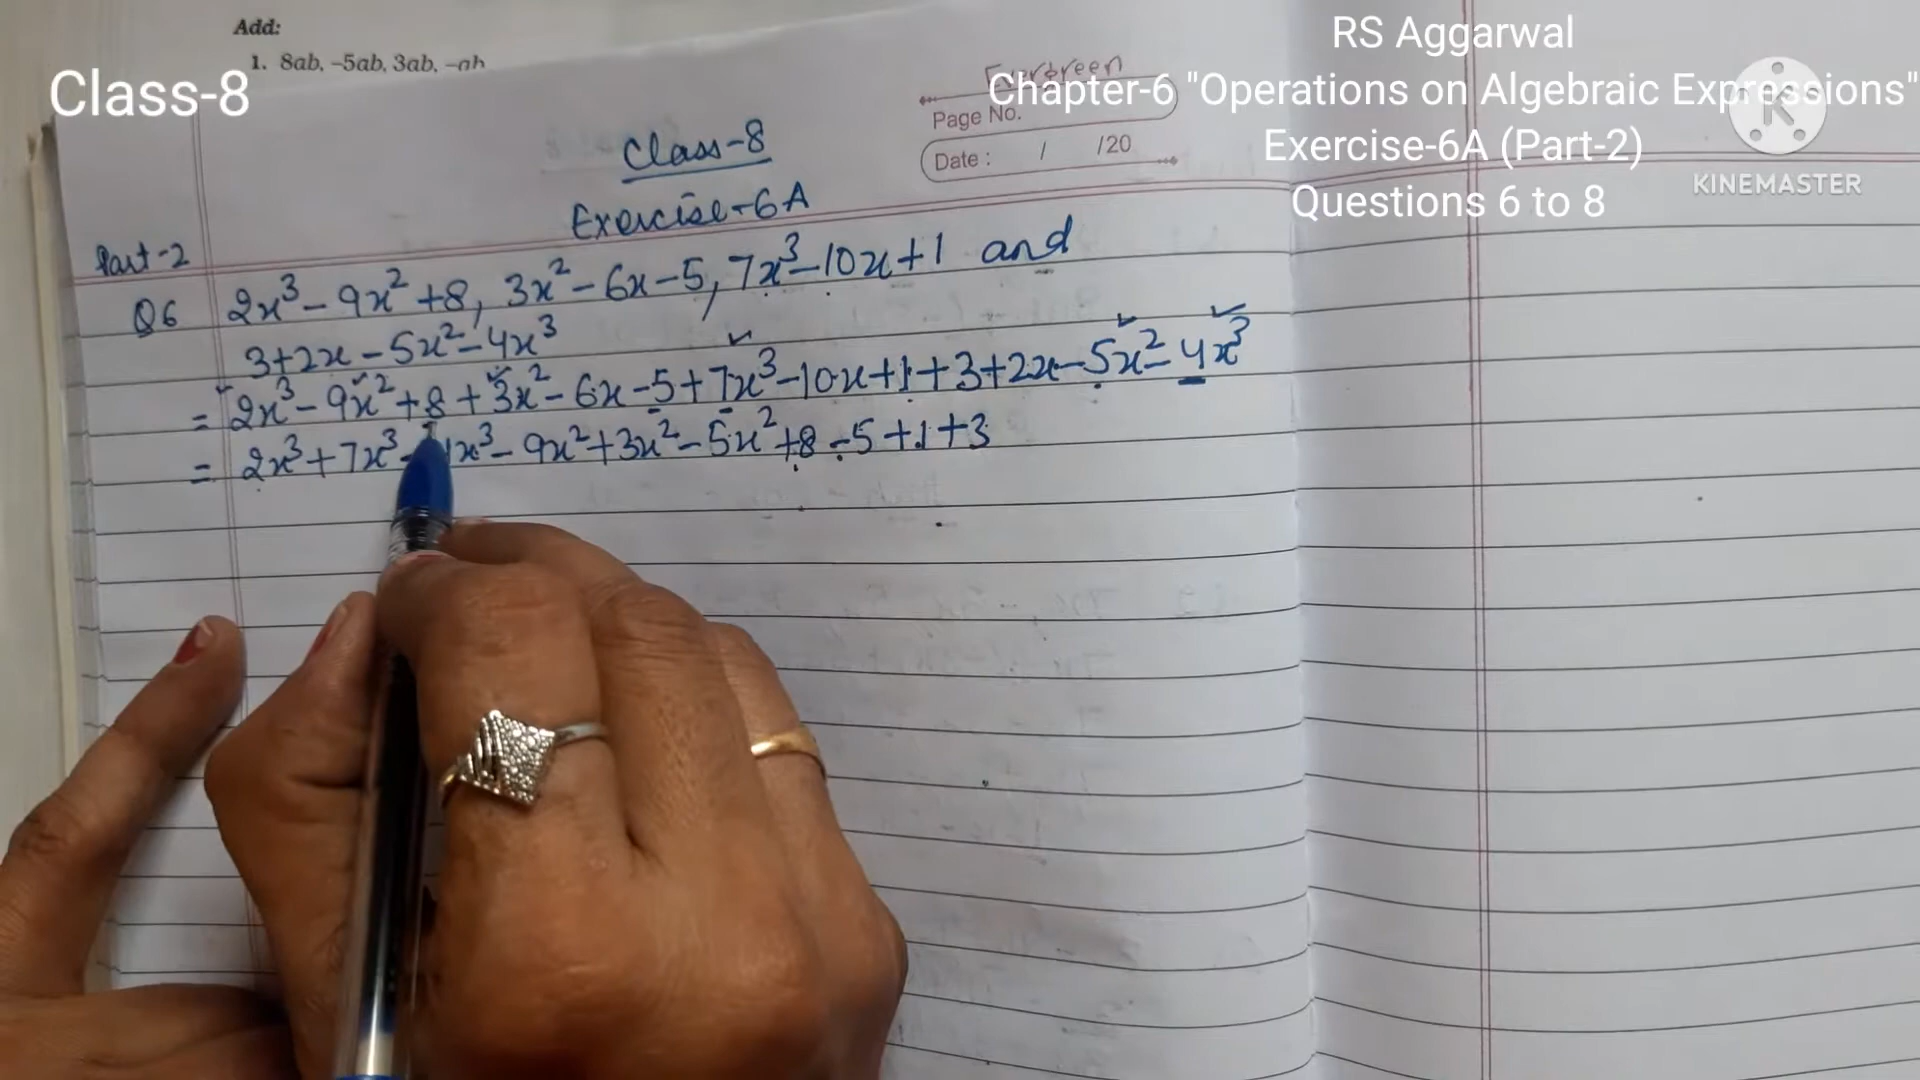 Add:
1. 8ab, –5ab, 3ab, –ab
Class-8
RS Aggarwal
Chapter-6 "Operations on Algebraic Expressions"
Exercise-6A (Part-2)
Questions 6 to 8
K
KINEMASTER
Evergreen
Page No.
Date : / /20
Class-8
Exercise-6A
Part-2
Q6 2x³ - 9x² + 8, 3x² - 6x - 5, 7x³ - 10x + 1 and
3 + 2x - 5x² - 4x³
= 2x³ - 9x² + 8 + 3x² - 6x - 5 + 7x³ - 10x + 1 + 3 + 2x - 5x² - 4x³
= 2x³ + 7x³ - 4x³ - 9x² + 3x² - 5x² + 8 - 5 + 1 + 3